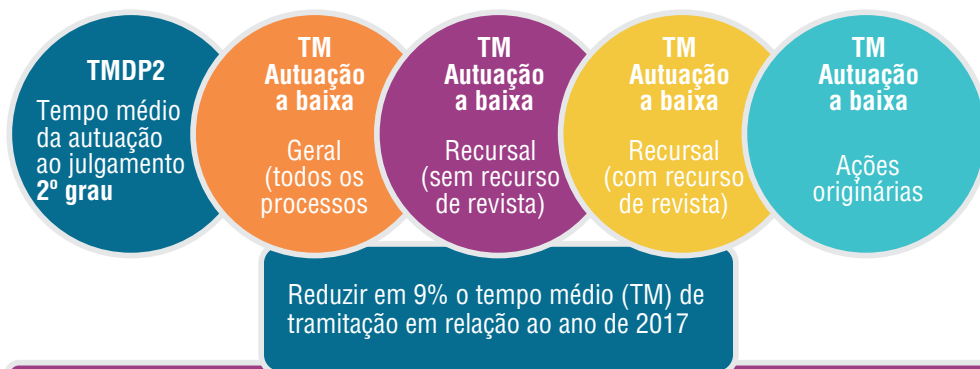 TMDP2
Tempo médio
da autuação
ao julgamento
2º grau
TM
Autuação
a baixa
Geral
(todos os
processos
TM
Autuação
a baixa
Recursal
(sem recurso
de revista)
TM
Autuação
a baixa
Recursal
(com recurso
de revista)
TM
Autuação
a baixa
Ações
originárias
Reduzir em 9% o tempo médio (TM) de
tramitação em relação ao ano de 2017